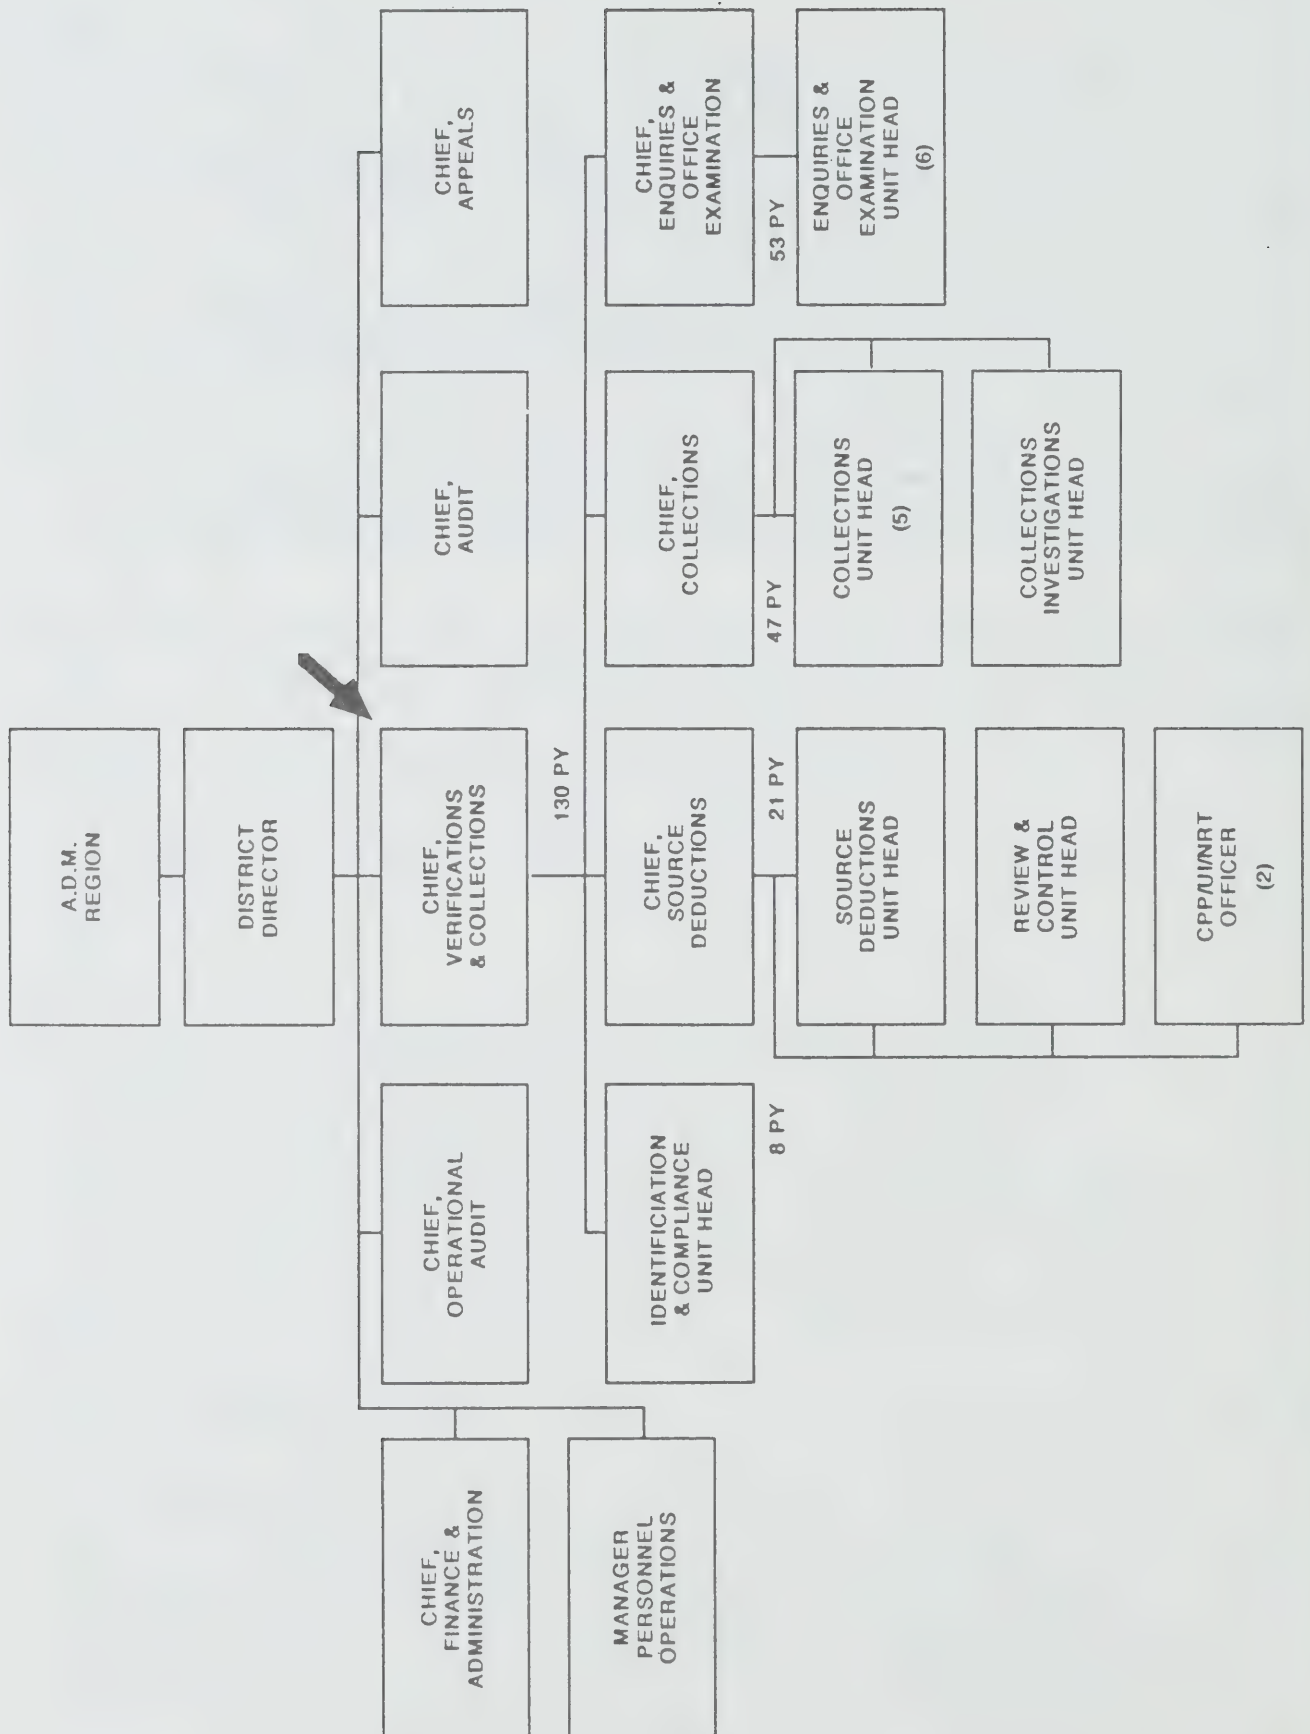 A.D.M.
REGION
DISTRICT
DIRECTOR
CHIEF,
FINANCE &
ADMINISTRATION
MANAGER
PERSONNEL
OPERATIONS
CHIEF,
OPERATIONAL
AUDIT
CHIEF,
VERIFICATIONS
& COLLECTIONS
CHIEF,
AUDIT
CHIEF,
APPEALS
130 PY
IDENTIFICIATION
& COMPLIANCE
UNIT HEAD
CHIEF,
SOURCE
DEDUCTIONS
CHIEF,
COLLECTIONS
CHIEF,
ENQUIRIES &
OFFICE
EXAMINATION
8 PY
21 PY
47 PY
53 PY
SOURCE
DEDUCTIONS
UNIT HEAD
COLLECTIONS
UNIT HEAD
(5)
ENQUIRIES &
OFFICE
EXAMINATION
UNIT HEAD
(6)
REVIEW &
CONTROL
UNIT HEAD
COLLECTIONS
INVESTIGATIONS
UNIT HEAD
CPP/UI/NRT
OFFICER
(2)